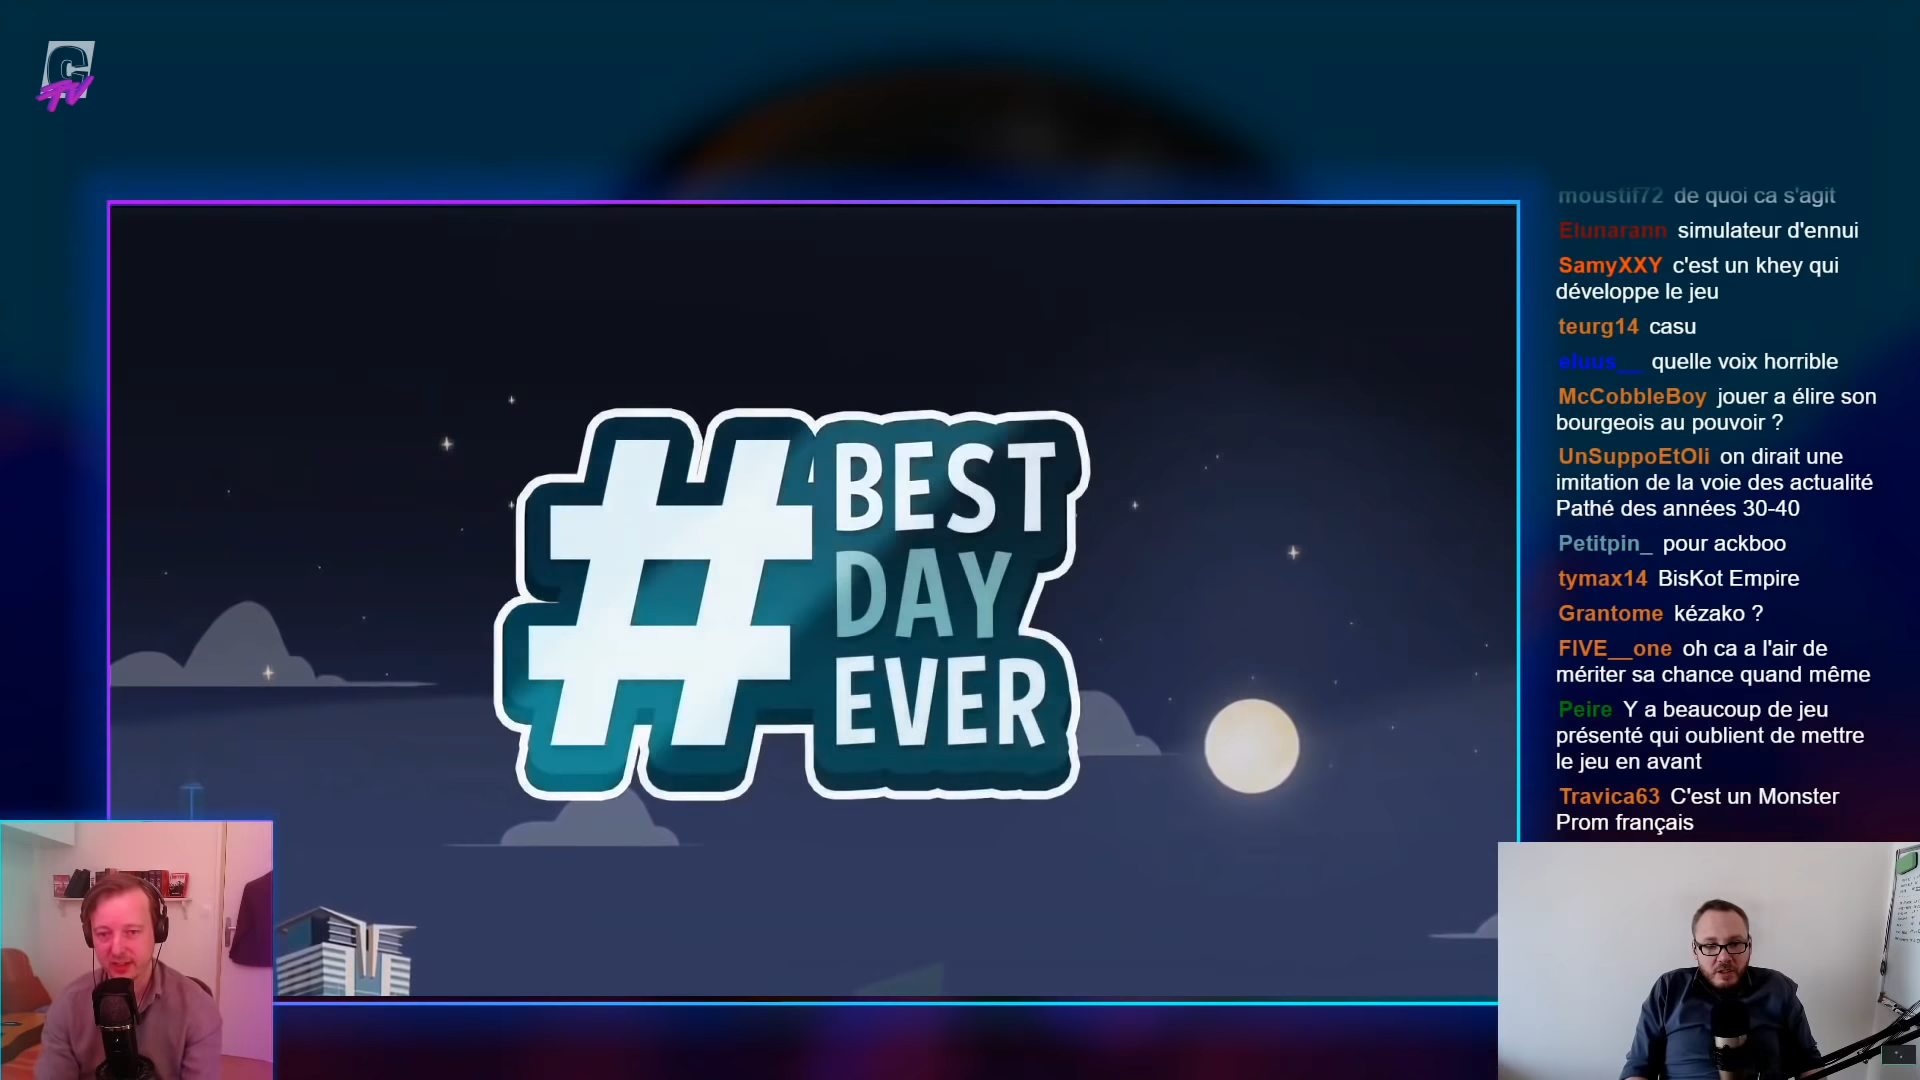 C
TV
#BEST
DAY
EVER
moustif72 de quoi ca s'agit
Elunarann simulateur d'ennui
SamyXXY c'est un khey qui
développe le jeu
teurg14 casu
eluus__ quelle voix horrible
McCobbleBoy jouer a élire son
bourgeois au pouvoir ?
UnSuppoEtOli on dirait une
imitation de la voie des actualité
Pathé des années 30-40
Petitpin_ pour ackboo
tymax14 BisKot Empire
Grantome kézako ?
FIVE__one oh ca a l'air de
mériter sa chance quand même
Peire Y a beaucoup de jeu
présenté qui oublient de mettre
le jeu en avant
Travica63 C'est un Monster
Prom français